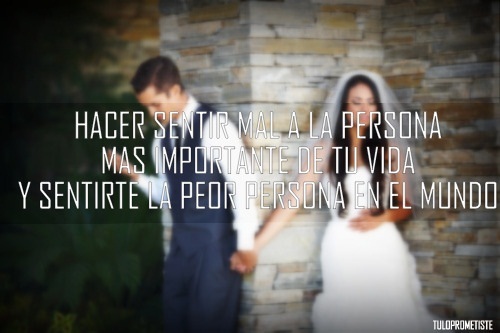 HACER SENTIR MAL A LA PERSONA
MAS IMPORTANTE DE TU VIDA
Y SENTIRTE LA PEOR PERSONA EN EL MUNDO
TULOPROMETISTE